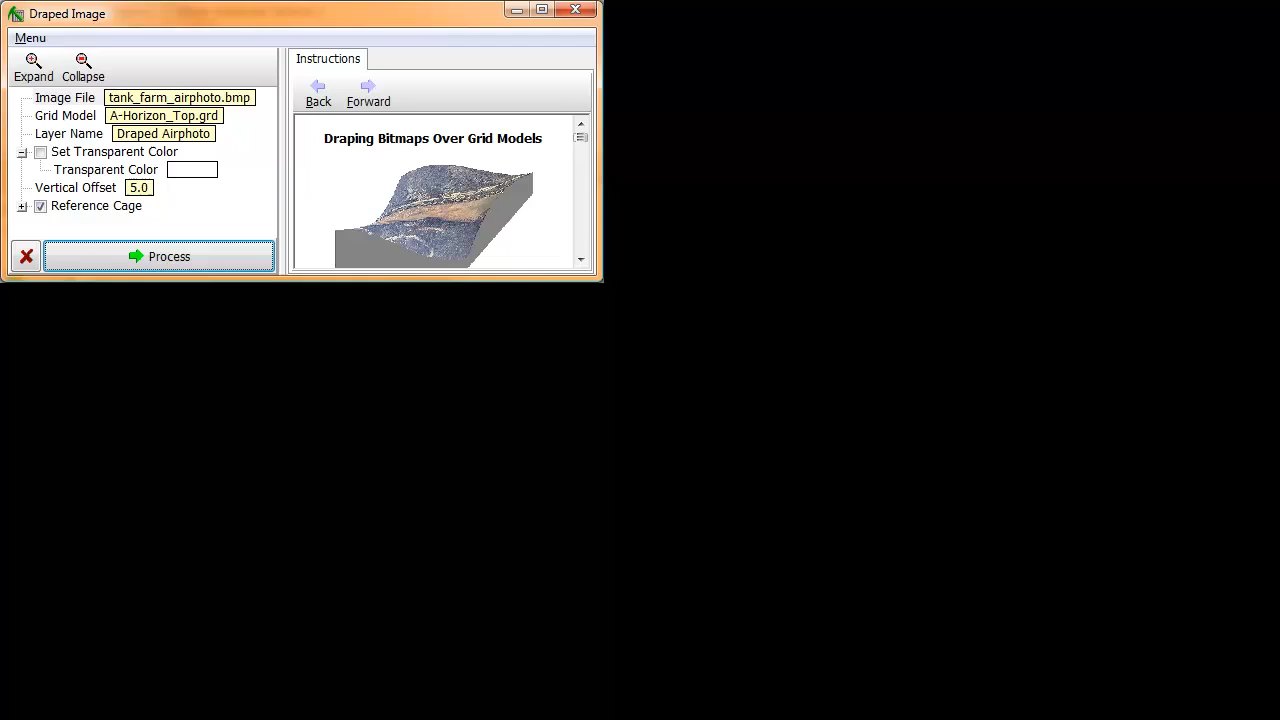 Draped Image
Menu
Expand Collapse
Image File tank_farm_airphoto.bmp
Grid Model A-Horizon_Top.grd
Layer Name Draped Airphoto
Set Transparent Color
Transparent Color
Vertical Offset 5.0
Reference Cage
Process
Instructions
Back Forward
Draping Bitmaps Over Grid Models